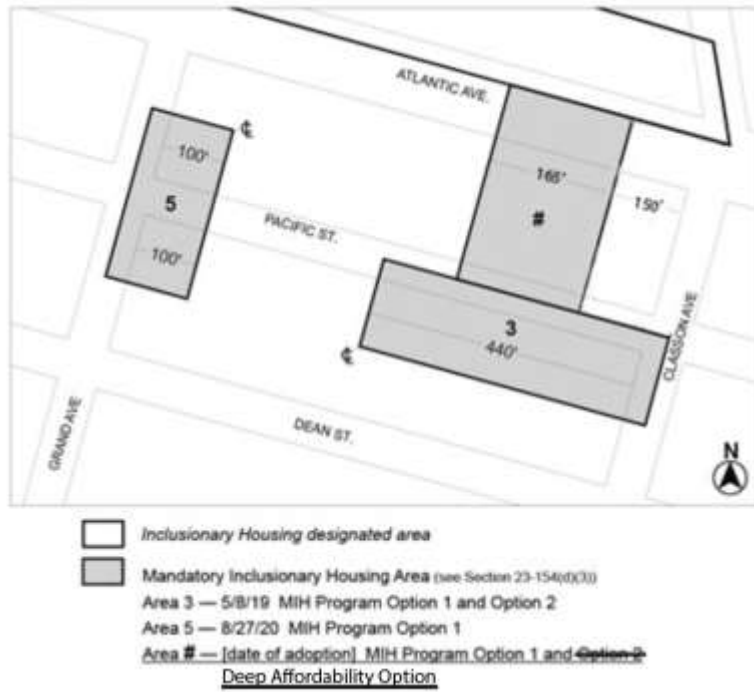 ATLANTIC AVE.
℄
100'
165'
5
150'
#
PACIFIC ST.
100'
3
440'
CLASSON AVE
℄
DEAN ST.
GRAND AVE
N
Inclusionary Housing designated area
Mandatory Inclusionary Housing Area (see Section 23-154(d)(3))
Area 3 — 5/8/19 MIH Program Option 1 and Option 2
Area 5 — 8/27/20 MIH Program Option 1
Area # — [date of adoption] MIH Program Option 1 and Option 2
Deep Affordability Option